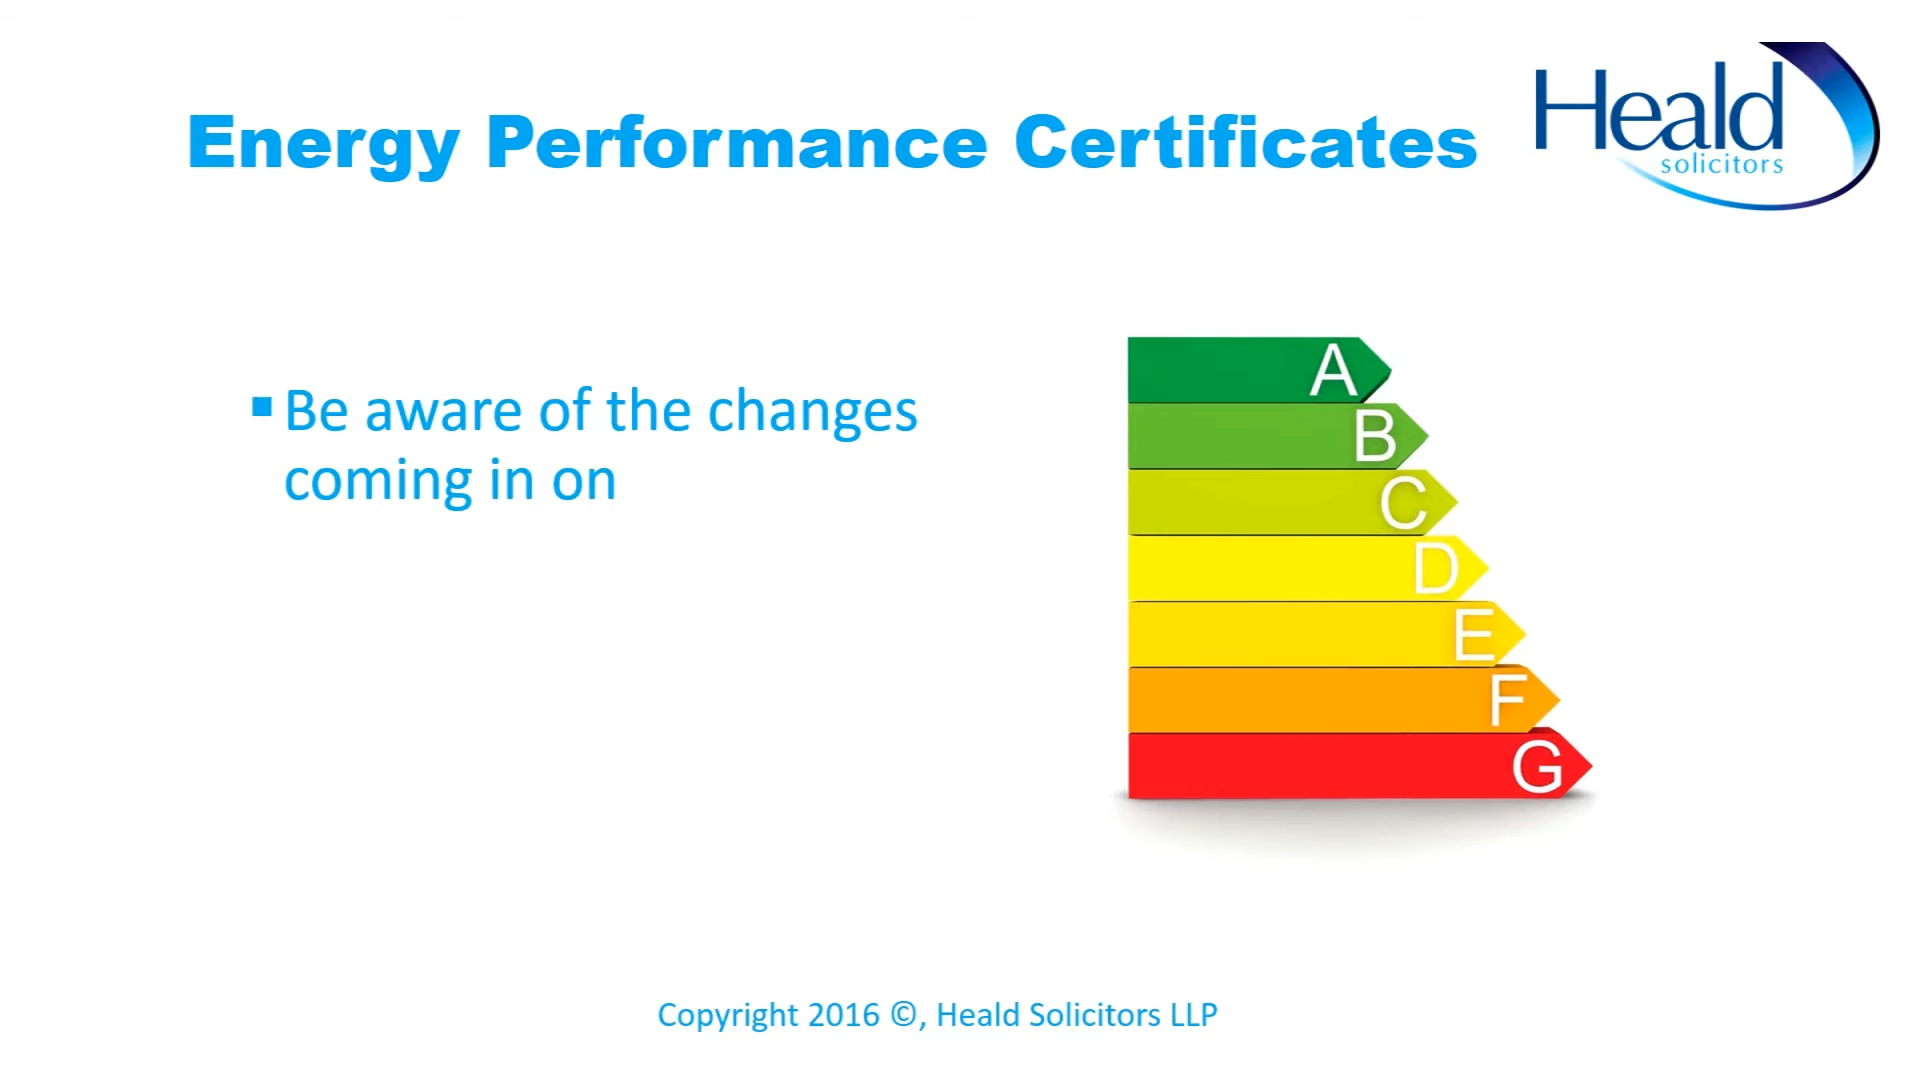 Heald
solicitors
Energy Performance Certificates
▪ Be aware of the changes
coming in on
A
B
C
D
E
F
G
Copyright 2016 ©, Heald Solicitors LLP